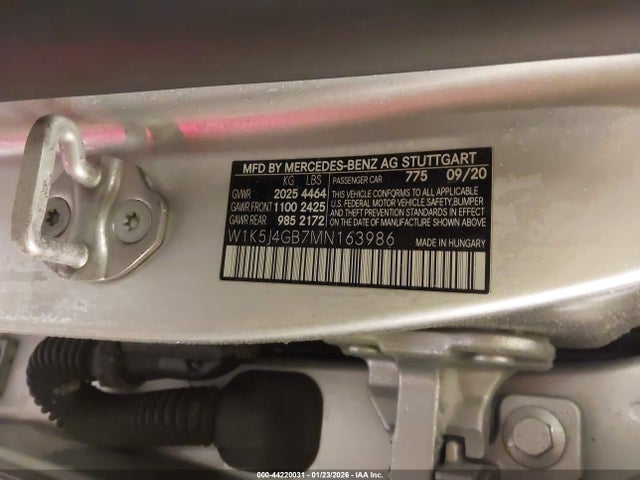 MFD BY MERCEDES-BENZ AG STUTTGART
KG LBS PASSENGER CAR 775 09/20
GVWR 2025 4464
GAWR FRONT 1100 2425
GAWR REAR 985 2172
THIS VEHICLE CONFORMS TO ALL APPLICABLE
U.S. FEDERAL MOTOR VEHICLE SAFETY, BUMPER
AND THEFT PREVENTION STANDARDS IN EFFECT
ON THE DATE OF MANUFACTURE SHOWN ABOVE.
W1K5J4GB7MN163986 MADE IN HUNGARY
000-44220031 - 01/23/2026 - © IAA Inc.